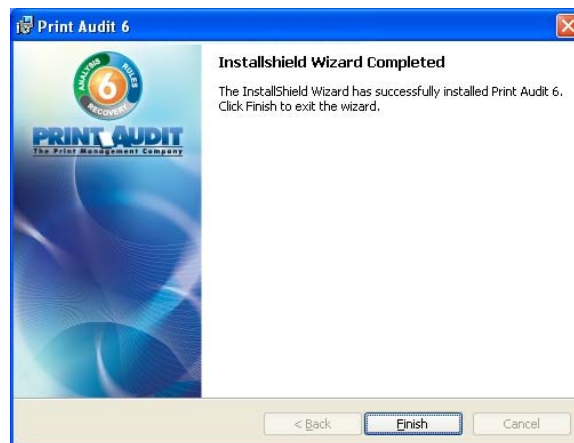 Print Audit 6
ANALYSIS
RULES
6
RECOVERY
PRINT AUDIT
The Print Management Company
Installshield Wizard Completed
The InstallShield Wizard has successfully installed Print Audit 6.
Click Finish to exit the wizard.
< Back
Finish
Cancel